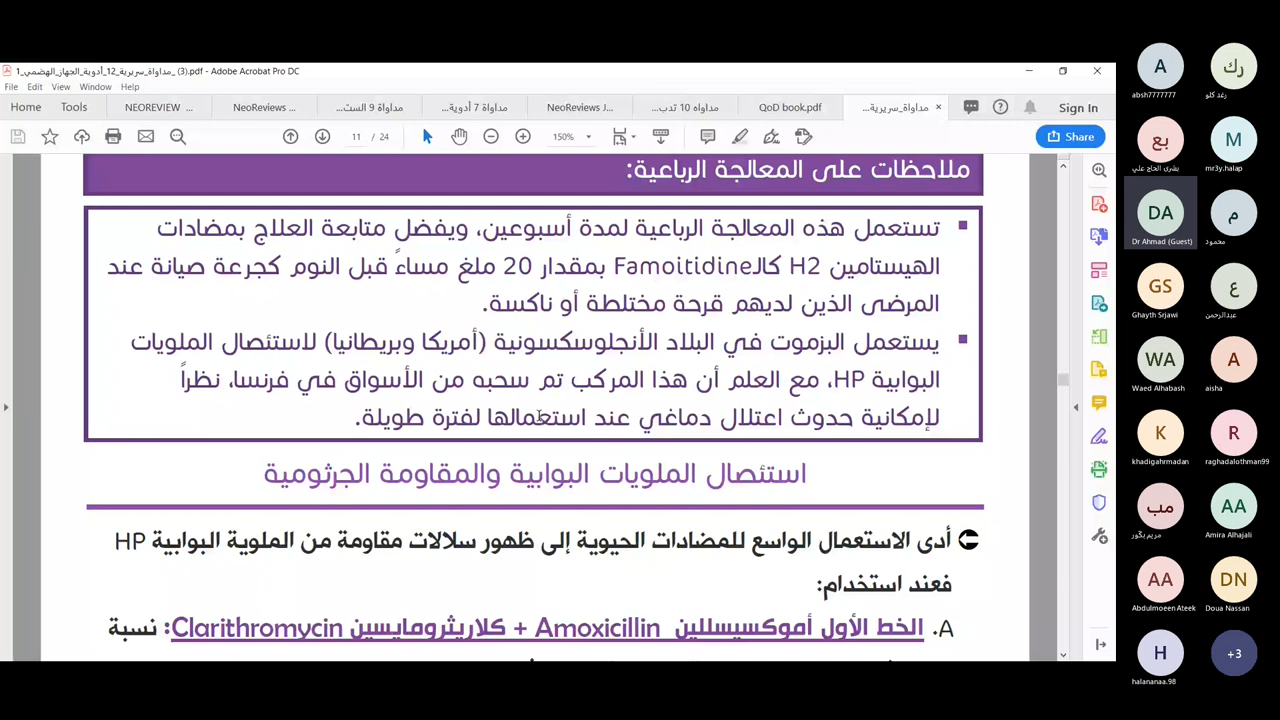 1_مداواة_سريرية_12_أدوية_الجهاز_الهضمي_ (3).pdf - Adobe Acrobat Pro DC
File Edit View Window Help
Home Tools NEOREVIEW _... NeoReviews ... مداواة 9 الست... مداواة 7 أدوية... NeoReviews J... مداواه 10 تدب... QoD book.pdf مداواة_سريرية... × Sign In
11 / 24 150% Share
ملاحظات على المعالجة الرباعية:
▪ تستعمل هذه المعالجة الرباعية لمدة أسبوعين، ويفضل متابعة العلاج بمضادات
الهيستامين H2 كالـFamoitidine بمقدار 20 ملغ مساءً قبل النوم كجرعة صيانة عند
المرضى الذين لديهم قرحة مختلطة أو ناكسة.
▪ يستعمل البزموت في البلاد الأنجلوسكسونية (أمريكا وبريطانيا) لاستئصال الملويات
البوابية HP، مع العلم أن هذا المركب تم سحبه من الأسواق في فرنسا، نظراً
لإمكانية حدوث اعتلال دماغي عند استعمالها لفترة طويلة.
استئصال الملويات البوابية والمقاومة الجرثومية
أدى الاستعمال الواسع للمضادات الحيوية إلى ظهور سلالات مقاومة من الملوية البوابية HP
فعند استخدام:
A. الخط الأول أموكسيسللين Amoxicillin + كلاريثرومايسين Clarithromycin: نسبة
A
absh7777777
رك
رغد كلو
بع
بشرى الحاج علي
M
mr3y.halap
DA
Dr Ahmad (Guest)
م
محمود
GS
Ghayth Srjawi
ع
عبدالرحمن
WA
Waed Alhabash
A
aisha
K
khadigahrmadan
R
raghadalothman99
مب
مريم بكّور
AA
Amira Alhajali
AA
Abdulmoeen Ateek
DN
Doua Nassan
H
halananaa.98
+3